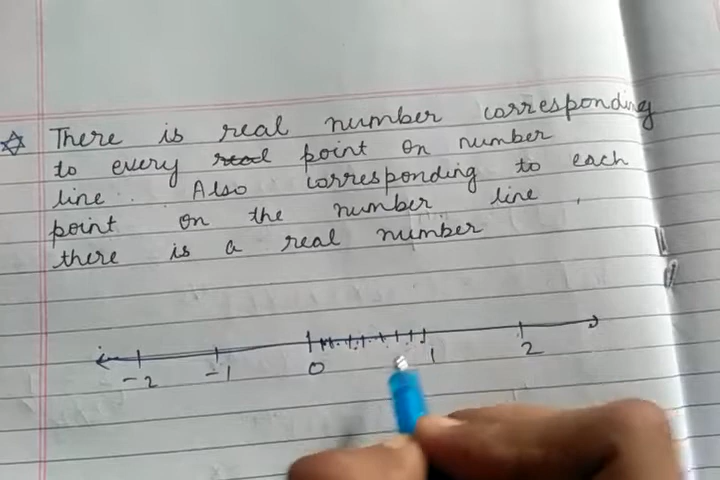 There is real number corresponding
to every real point on number
line. Also corresponding to each
point on the number line,
there is a real number
-2 -1 0 1 2